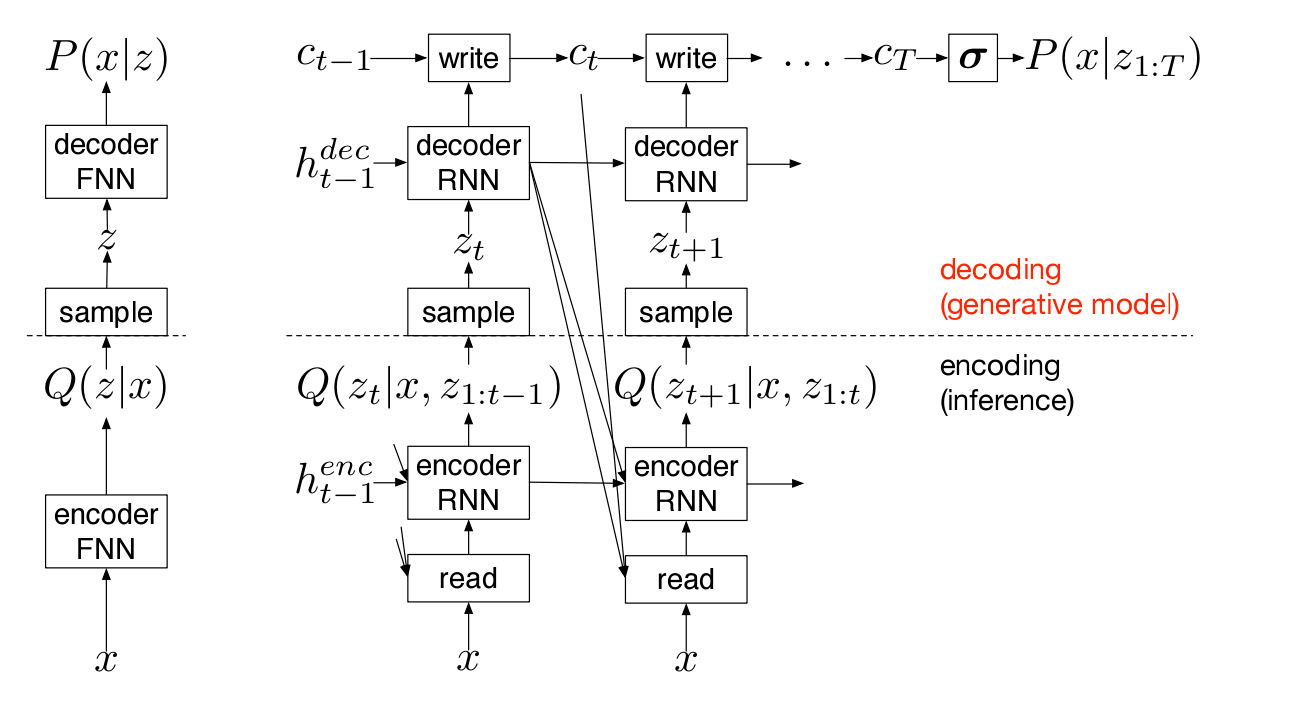 P(x|z)
decoder
FNN
z
sample
Q(z|x)
encoder
FNN
x
c_{t-1} write c_t write ... c_T σ P(x|z_{1:T})
h_{t-1}^{dec}
decoder
RNN
decoder
RNN
z_t z_{t+1}
sample sample
decoding
(generative model)
Q(z_t|x, z_{1:t-1}) Q(z_{t+1}|x, z_{1:t})
encoding
(inference)
h_{t-1}^{enc}
encoder
RNN
encoder
RNN
read read
x x